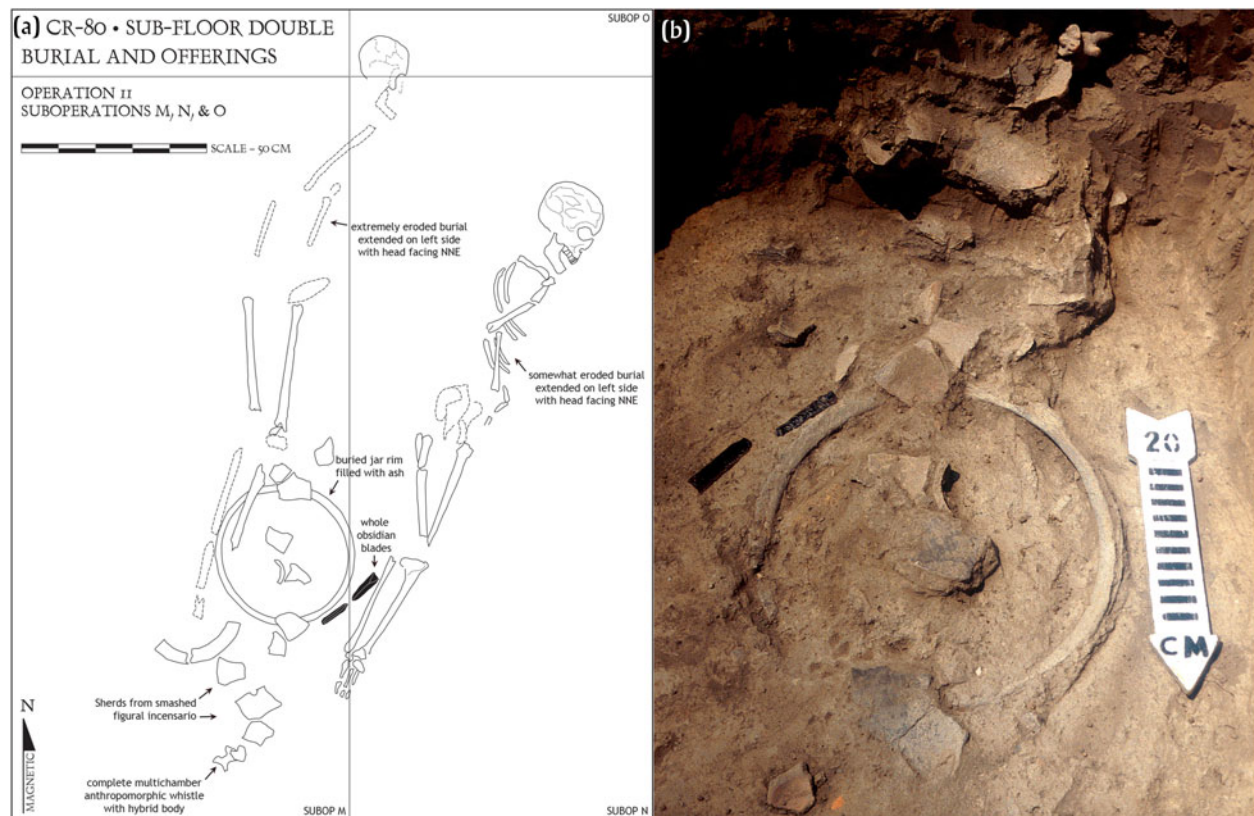 (a) CR-80 • SUB-FLOOR DOUBLE
BURIAL AND OFFERINGS
OPERATION 11
SUBOPERATIONS M, N, & O
SCALE = 50 CM
SUBOP O
extremely eroded burial
extended on left side
with head facing NNE
somewhat eroded burial
extended on left side
with head facing NNE
buried jar rim
filled with ash
whole
obsidian
blades
Sherds from smashed
figural incensario
complete multichamber
anthropomorphic whistle
with hybrid body
N
MAGNETIC
SUBOP M
SUBOP N
(b)
20
CM